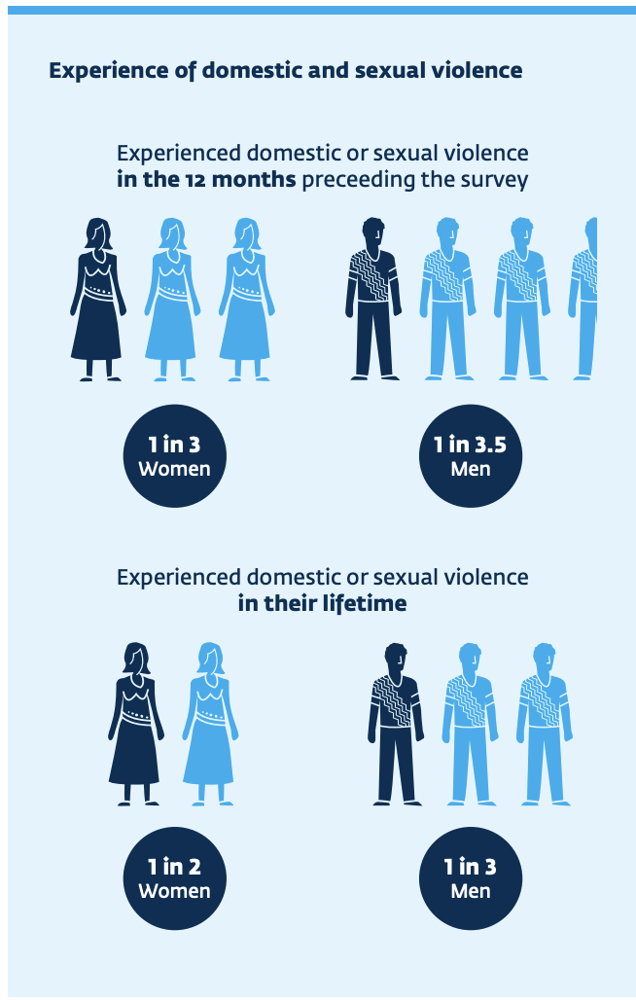 Experience of domestic and sexual violence
Experienced domestic or sexual violence
in the 12 months preceeding the survey
1 in 3
Women
1 in 3.5
Men
Experienced domestic or sexual violence
in their lifetime
1 in 2
Women
1 in 3
Men